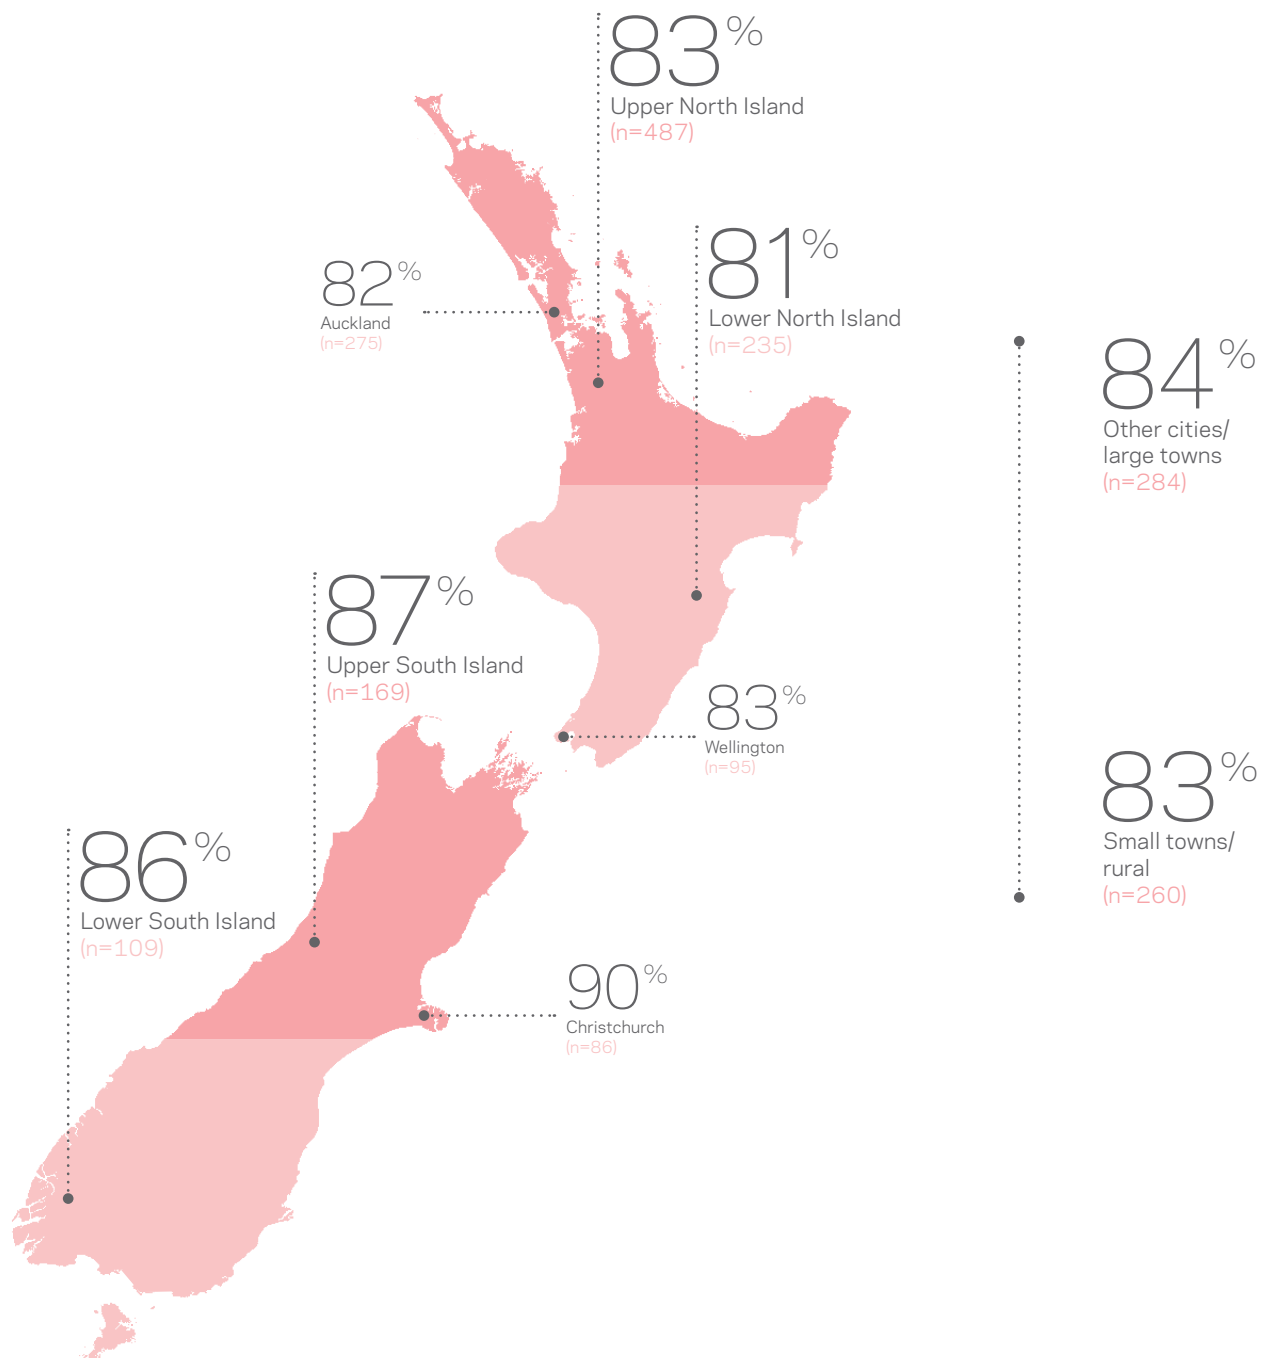 83%
Upper North Island
(n=487)
81%
Lower North Island
(n=235)
82%
Auckland
(n=275)
84%
Other cities/
large towns
(n=284)
87%
Upper South Island
(n=169)
83%
Wellington
(n=95)
83%
Small towns/
rural
(n=260)
86%
Lower South Island
(n=109)
90%
Christchurch
(n=86)